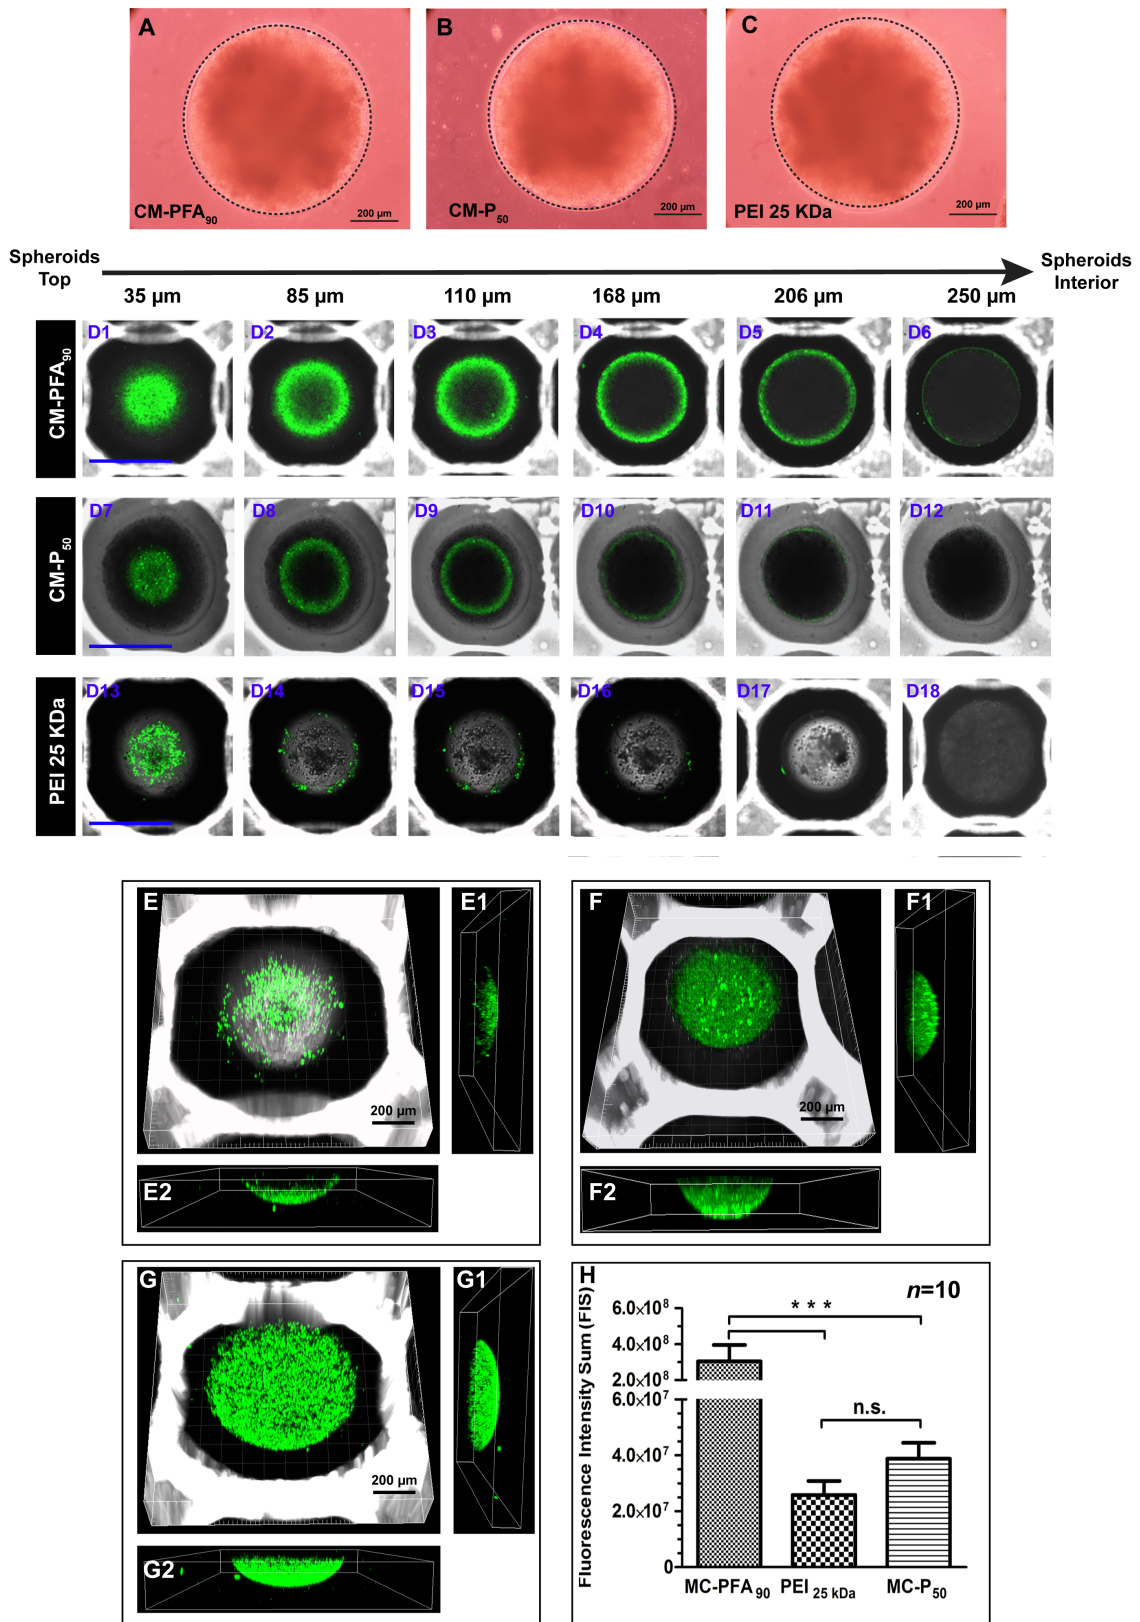 A
B
C
CM-PFA90
CM-P50
PEI 25 KDa
200 µm
200 µm
200 µm
Spheroids Top
Spheroids Interior
35 µm
85 µm
110 µm
168 µm
206 µm
250 µm
CM-PFA90
D1
D2
D3
D4
D5
D6
CM-P50
D7
D8
D9
D10
D11
D12
PEI 25 KDa
D13
D14
D15
D16
D17
D18
E
E1
200 µm
E2
F
F1
200 µm
F2
G
G1
200 µm
G2
H
n=10
Fluorescence Intensity Sum (FIS)
6.0×10⁸
4.0×10⁸
2.0×10⁸
6.0×10⁷
4.0×10⁷
2.0×10⁷
0
* * *
n.s.
MC-PFA90
PEI 25 kDa
MC-P50